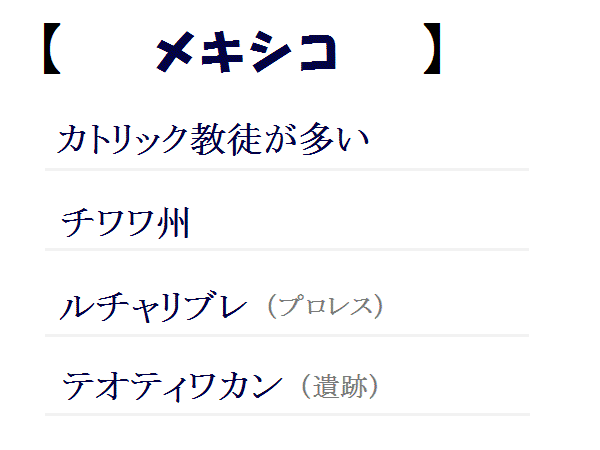 【 メキシコ 】
カトリック教徒が多い
チワワ州
ルチャリブレ（プロレス）
テオティワカン（遺跡）